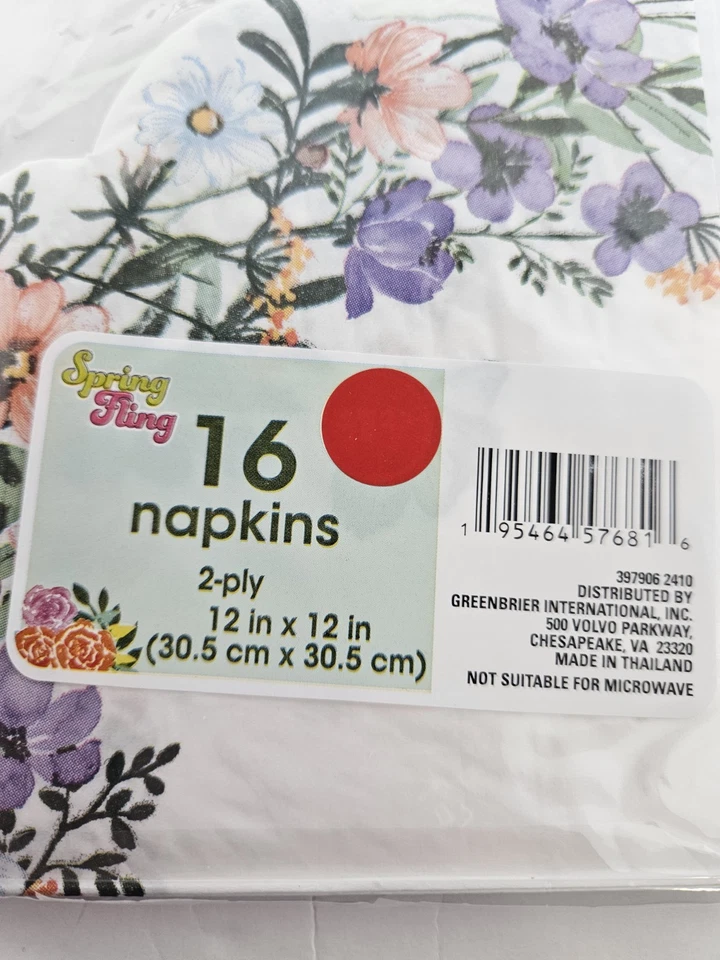 Spring
Fling
16
napkins
2-ply
12 in x 12 in
(30.5 cm x 30.5 cm)
1 95464 57681 6
397906 2410
DISTRIBUTED BY
GREENBRIER INTERNATIONAL, INC.
500 VOLVO PARKWAY,
CHESAPEAKE, VA 23320
MADE IN THAILAND
NOT SUITABLE FOR MICROWAVE